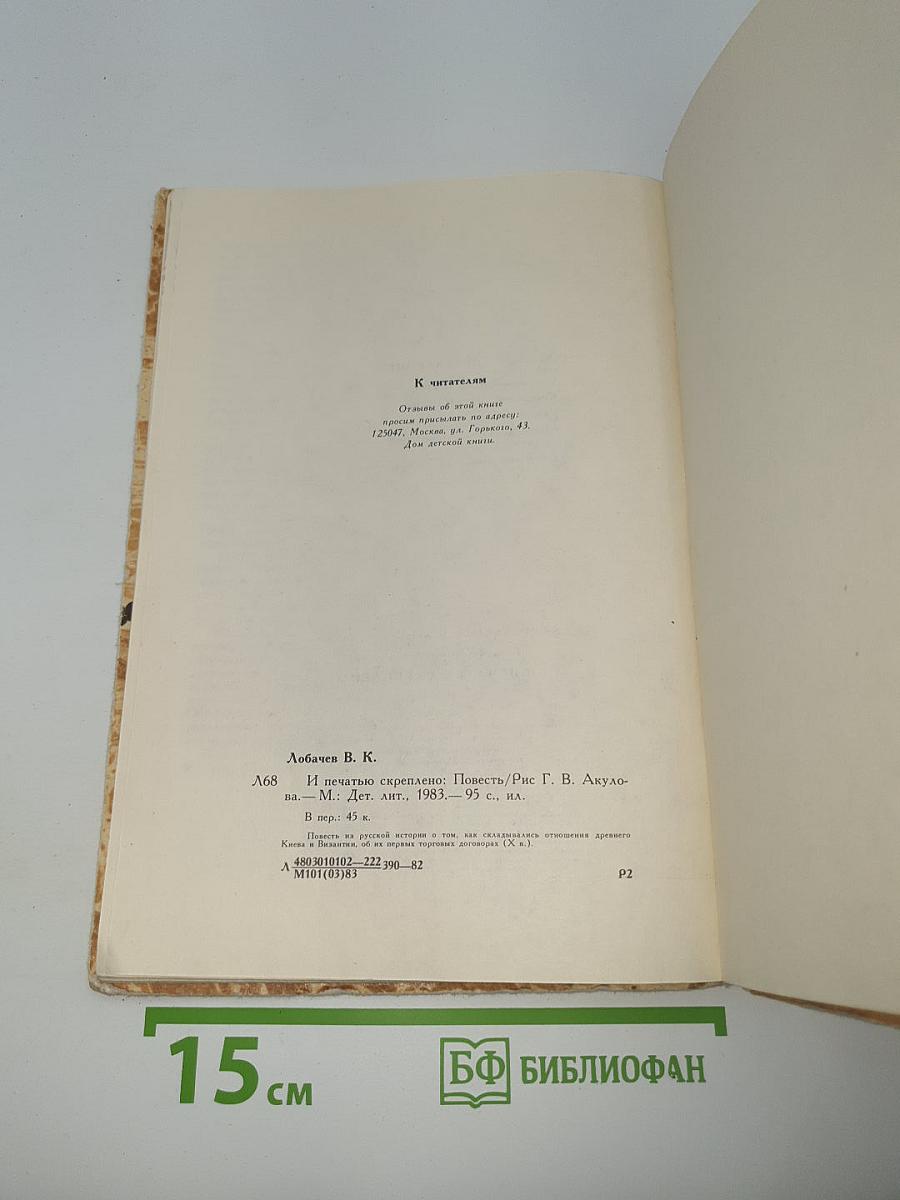 К читателям
Отзывы об этой книге
просим присылать по адресу:
125047, Москва, ул. Горького, 43.
Дом детской книги.
Лобачев В. К.
Л68 И печатью скреплено: Повесть/Рис Г. В. Акуло-
ва.— М.: Дет. лит., 1983.— 95 с., ил.
В пер.: 45 к.
Повесть из русской истории о том, как складывались отношения древнего
Киева и Византии, об их первых торговых договорах (X в.).
Л 4803010102—222 390—82
М101(03)83
Р2
15 см
БФ БИБЛИОФАН